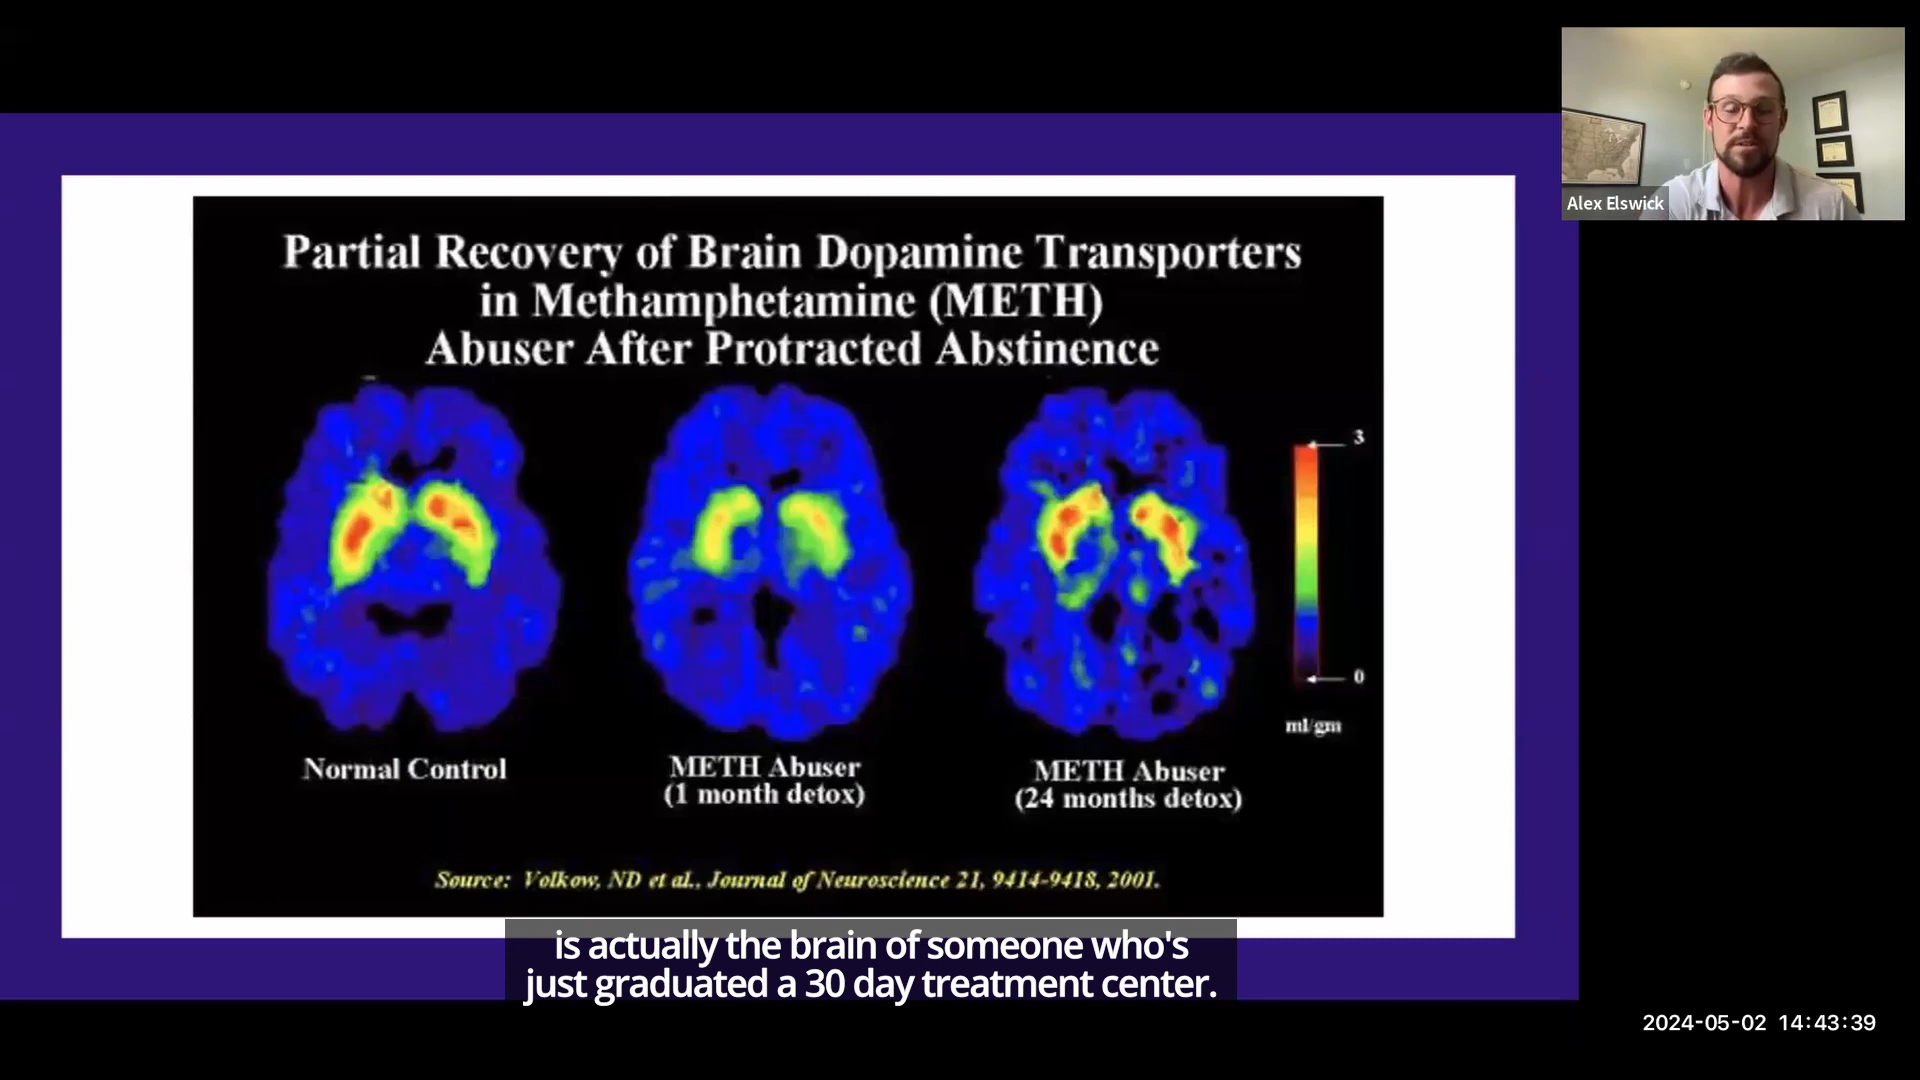 Partial Recovery of Brain Dopamine Transporters
in Methamphetamine (METH)
Abuser After Protracted Abstinence
3
0
ml/gm
Normal Control
METH Abuser
(1 month detox)
METH Abuser
(24 months detox)
Source: Volkow, ND et al., Journal of Neuroscience 21, 9414-9418, 2001.
is actually the brain of someone who's
just graduated a 30 day treatment center.
Alex Elswick
2024-05-02 14:43:39